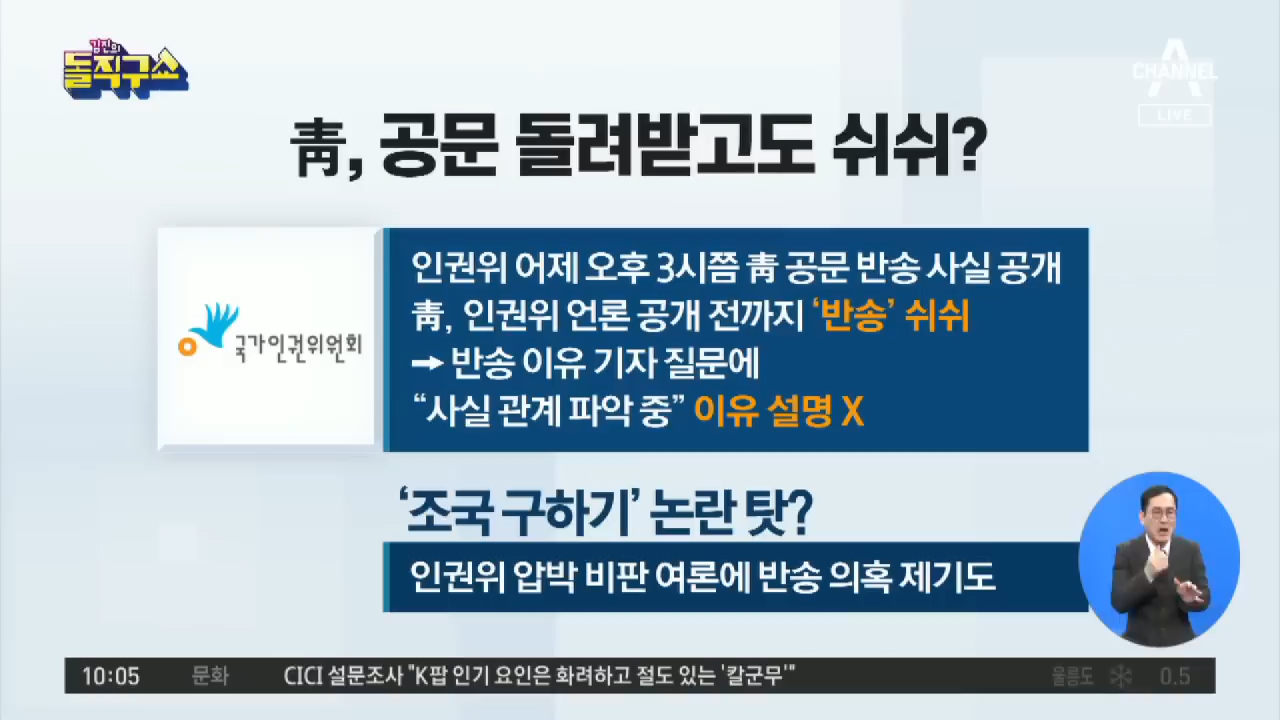 김진의
돌직구쇼
CHANNEL A
LIVE
靑, 공문 돌려받고도 쉬쉬?
국가인권위원회
인권위 어제 오후 3시쯤 靑 공문 반송 사실 공개
靑, 인권위 언론 공개 전까지 ‘반송’ 쉬쉬
➞ 반송 이유 기자 질문에
“사실 관계 파악 중” 이유 설명 X
‘조국 구하기’ 논란 탓?
인권위 압박 비판 여론에 반송 의혹 제기도
10:05 문화 CICI 설문조사 "K팝 인기 요인은 화려하고 절도 있는 '칼군무'" 울릉도 0.5